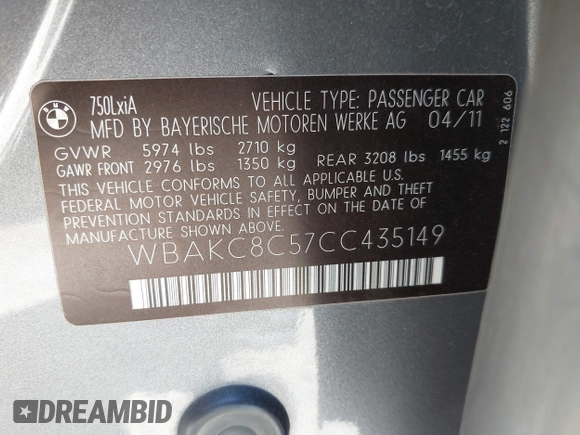 BMW
750LxiA
VEHICLE TYPE: PASSENGER CAR
MFD BY BAYERISCHE MOTOREN WERKE AG 04/11
GVWR 5974 lbs 2710 kg
GAWR FRONT 2976 lbs 1350 kg REAR 3208 lbs 1455 kg
THIS VEHICLE CONFORMS TO ALL APPLICABLE U.S.
FEDERAL MOTOR VEHICLE SAFETY, BUMPER AND THEFT
PREVENTION STANDARDS IN EFFECT ON THE DATE OF
MANUFACTURE SHOWN ABOVE.
WBAKC8C57CC435149
2 122 606
DREAMBID